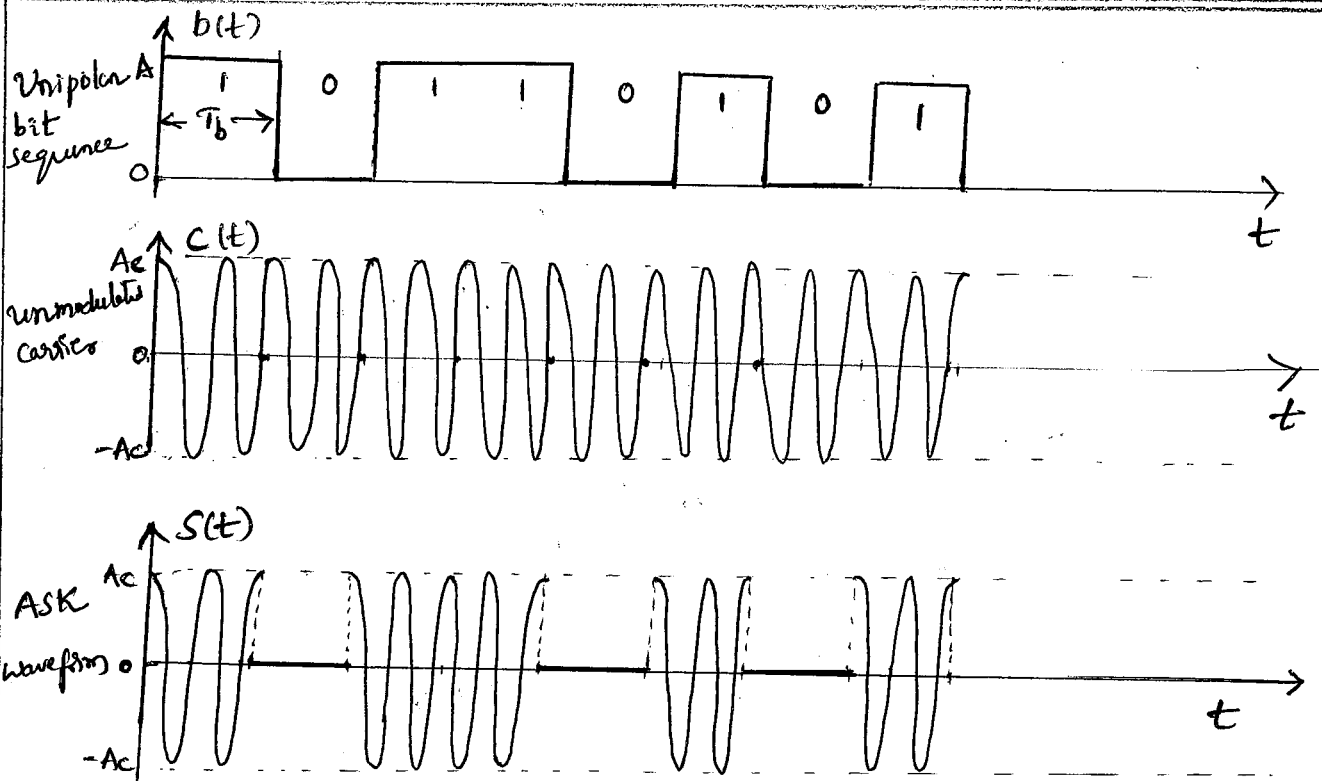 b(t)
Unipolar A
bit
sequence
0
1 0 1 1 0 1 0 1
← Tb →
t
C(t)
Ac
unmodulated
carrier
0
-Ac
t
S(t)
Ac
ASK
waveform 0
-Ac
t